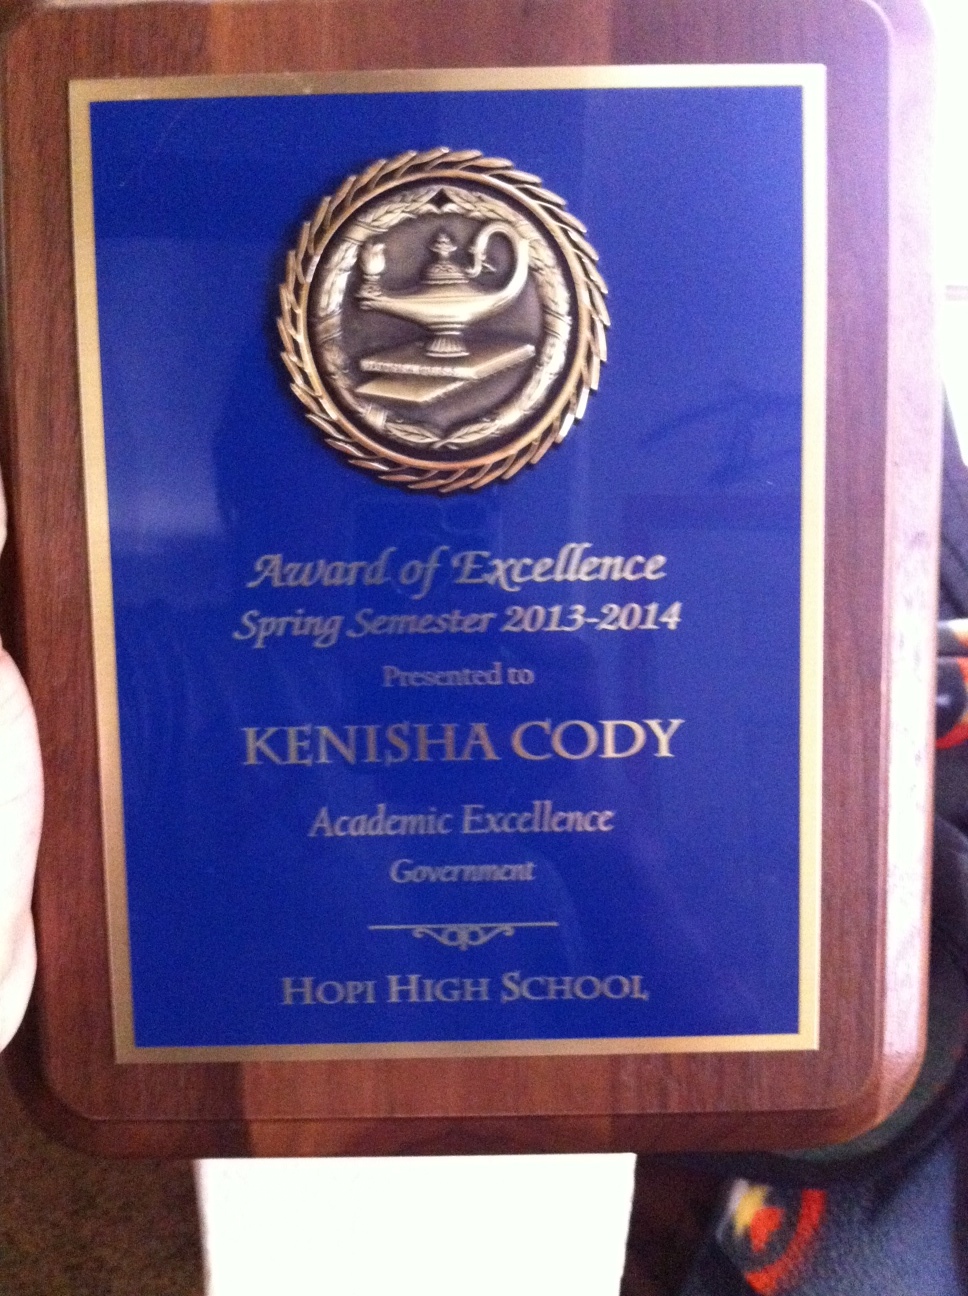 Award of Excellence
Spring Semester 2013-2014
Presented to
KENISHA CODY
Academic Excellence
Government
HOPI HIGH SCHOOL